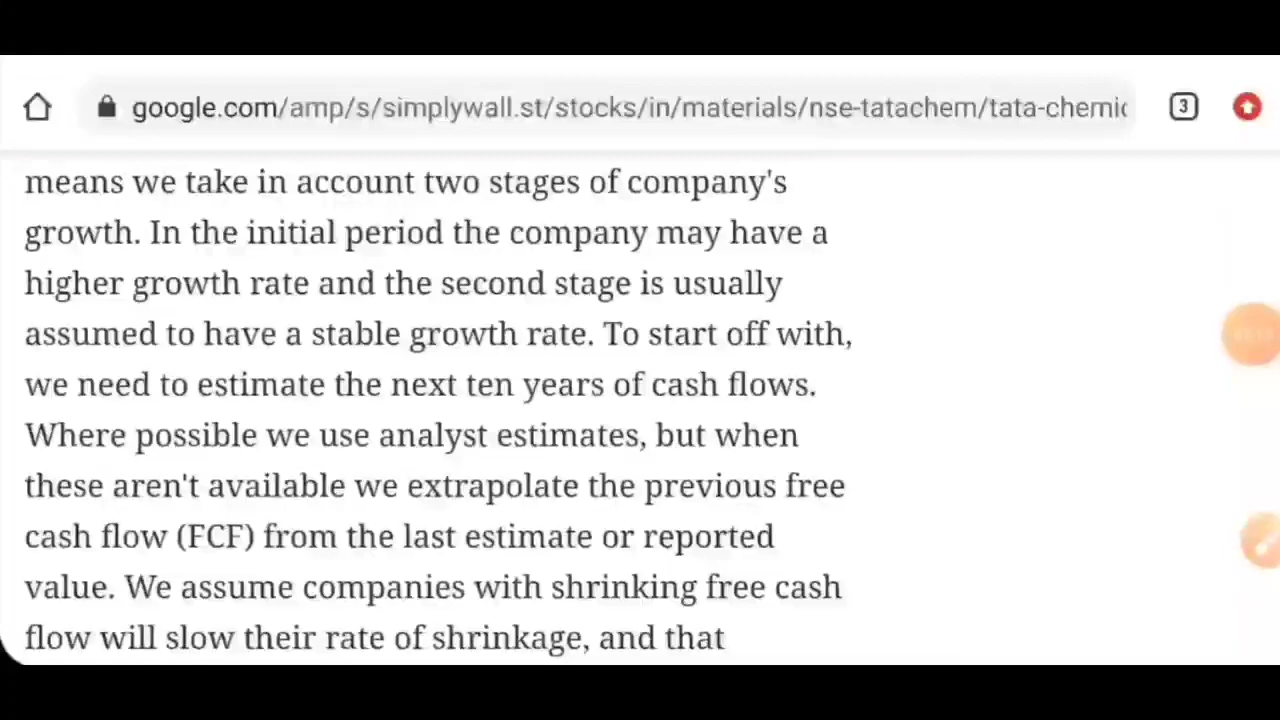 google.com/amp/s/simplywall.st/stocks/in/materials/nse-tatachem/tata-chemic
3
means we take in account two stages of company's
growth. In the initial period the company may have a
higher growth rate and the second stage is usually
assumed to have a stable growth rate. To start off with,
we need to estimate the next ten years of cash flows.
Where possible we use analyst estimates, but when
these aren't available we extrapolate the previous free
cash flow (FCF) from the last estimate or reported
value. We assume companies with shrinking free cash
flow will slow their rate of shrinkage, and that